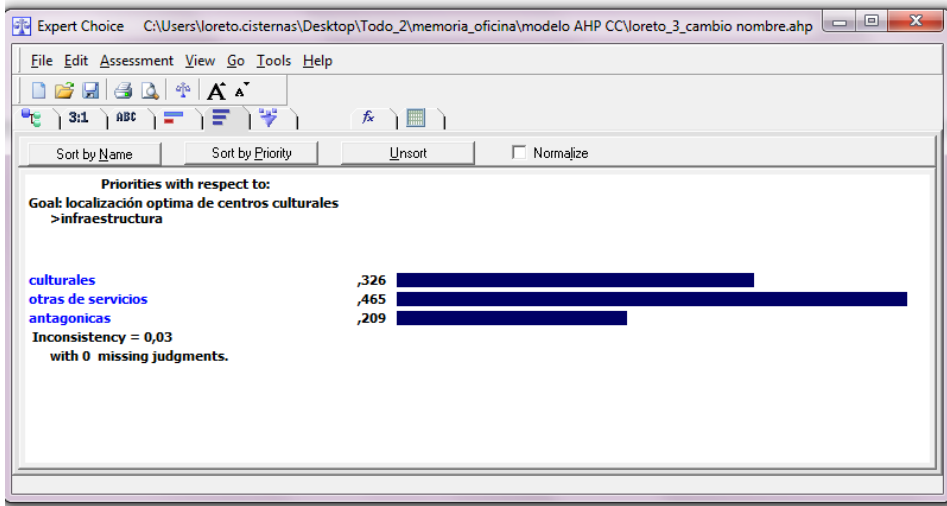 Expert Choice C:\Users\loreto.cisternas\Desktop\Todo_2\memoria_oficina\modelo AHP CC\loreto_3_cambio nombre.ahp
File Edit Assessment View Go Tools Help
A A
3:1 ABC fx
Sort by Name Sort by Priority Unsort Normalize
Priorities with respect to:
Goal: localización optima de centros culturales
>infraestructura
culturales ,326
otras de servicios ,465
antagonicas ,209
Inconsistency = 0,03
with 0 missing judgments.